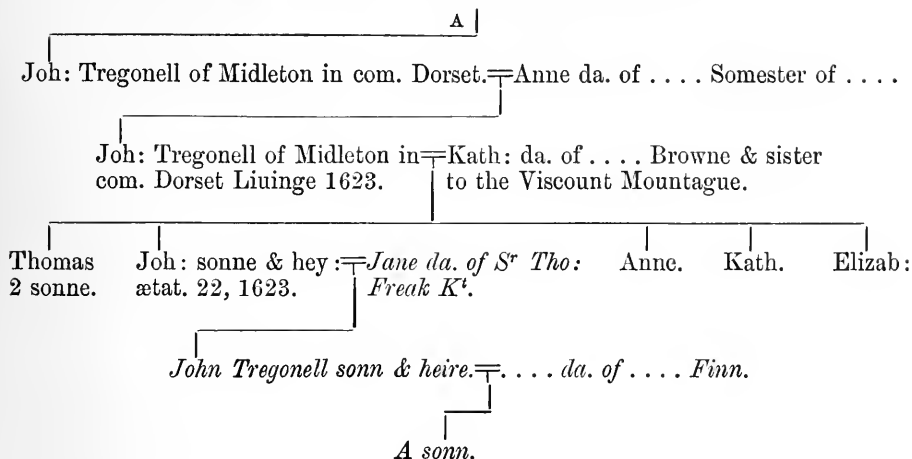 A
Joh: Tregonell of Midleton in com. Dorset.=Anne da. of . . . . Somester of . . . .
Joh: Tregonell of Midleton in=Kath: da. of . . . . Browne & sister
com. Dorset Liuinge 1623. to the Viscount Mountague.
Thomas Joh: sonne & hey :=Jane da. of Sr Tho: Anne. Kath. Elizab:
2 sonne. ætat. 22, 1623. Freak Kt.
John Tregonell sonn & heire.=. . . . da. of . . . . Finn.
A sonn.